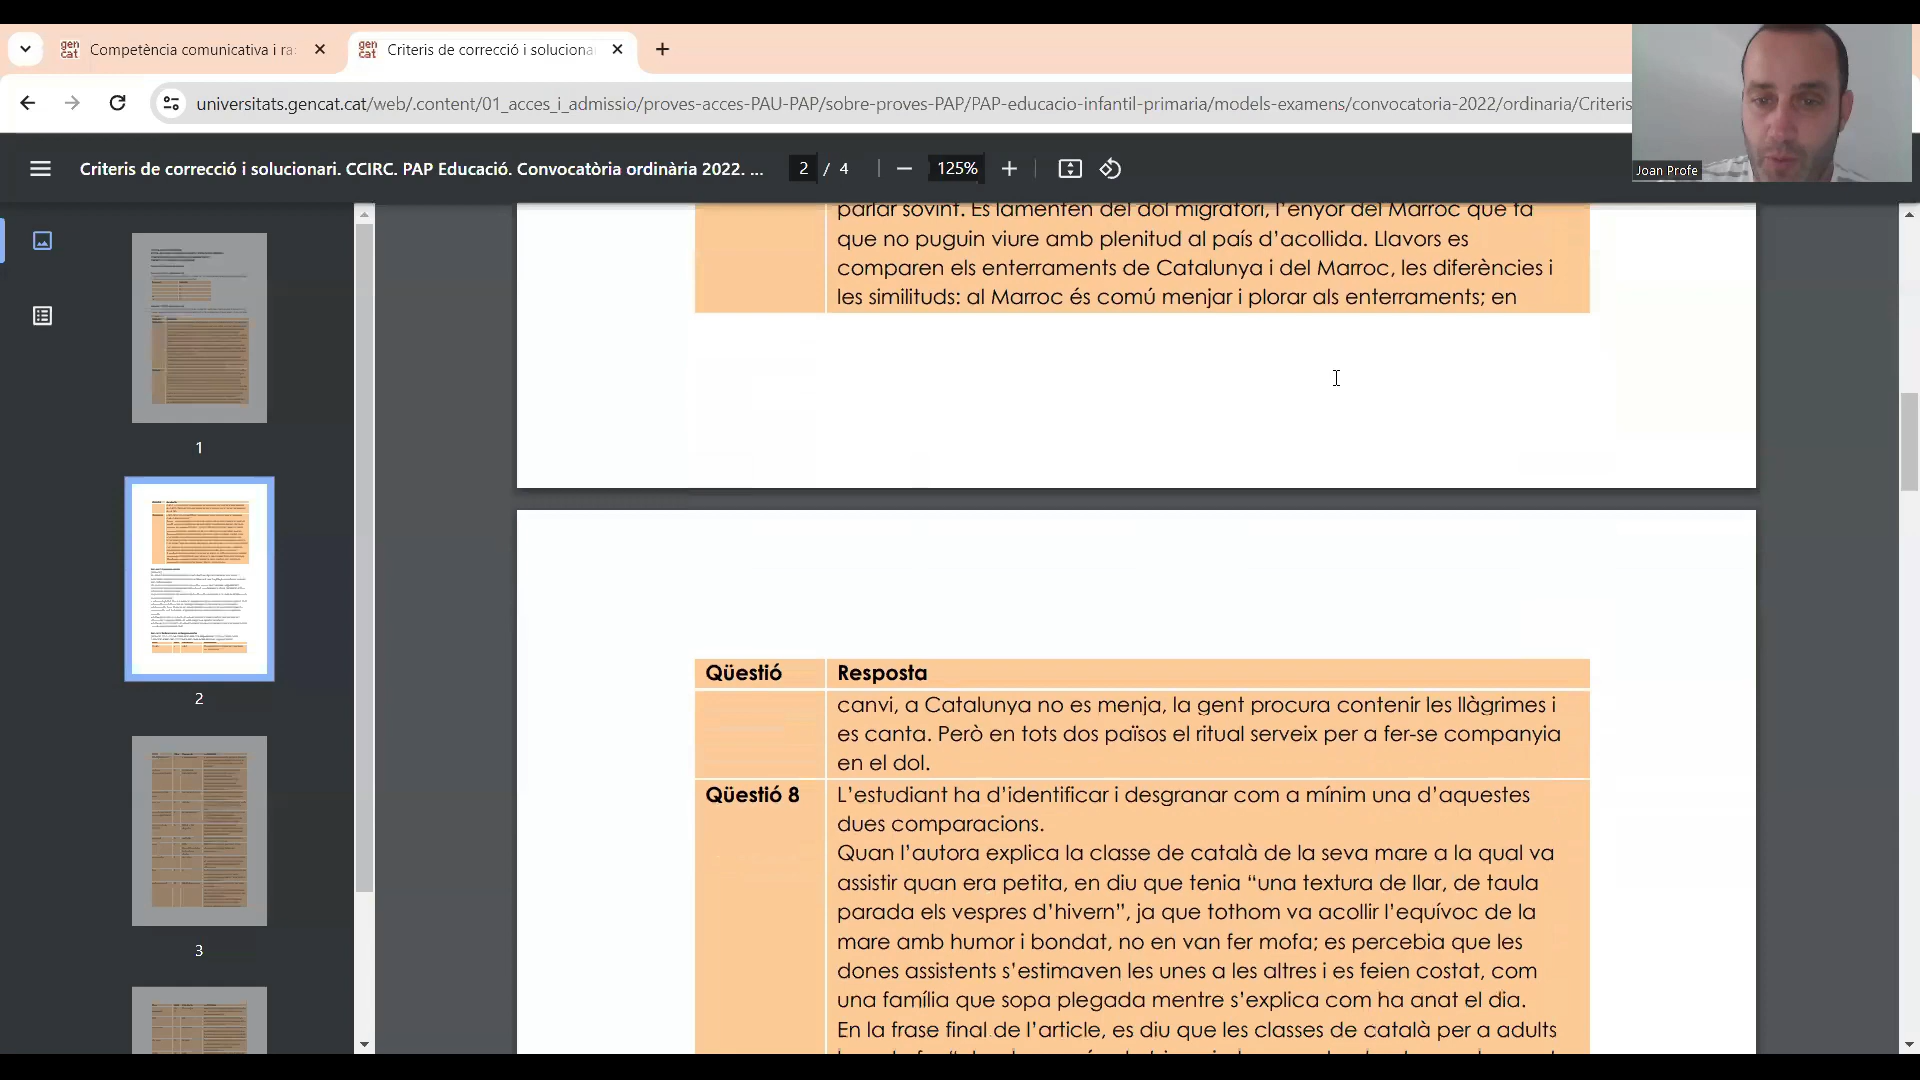 gen
cat
Competència comunicativa i ra
gen
cat
Criteris de correcció i soluciona
universitats.gencat.cat/web/.content/01_acces_i_admissio/proves-acces-PAU-PAP/sobre-proves-PAP/PAP-educacio-infantil-primaria/models-examens/convocatoria-2022/ordinaria/Criteris
Joan Profe
Criteris de correcció i solucionari. CCIRC. PAP Educació. Convocatòria ordinària 2022. ...
2 / 4
125%
parlar sovint. Es lamenten del dol migratori, l'enyor del Marroc que fa
que no puguin viure amb plenitud al país d'acollida. Llavors es
comparen els enterraments de Catalunya i del Marroc, les diferències i
les similituds: al Marroc és comú menjar i plorar als enterraments; en
1
2
3
Qüestió
Resposta
canvi, a Catalunya no es menja, la gent procura contenir les llàgrimes i
es canta. Però en tots dos països el ritual serveix per a fer-se companyia
en el dol.
Qüestió 8
L'estudiant ha d'identificar i desgranar com a mínim una d'aquestes
dues comparacions.
Quan l'autora explica la classe de català de la seva mare a la qual va
assistir quan era petita, en diu que tenia "una textura de llar, de taula
parada els vespres d'hivern", ja que tothom va acollir l'equívoc de la
mare amb humor i bondat, no en van fer mofa; es percebia que les
dones assistents s'estimaven les unes a les altres i es feien costat, com
una família que sopa plegada mentre s'explica com ha anat el dia.
En la frase final de l'article, es diu que les classes de català per a adults